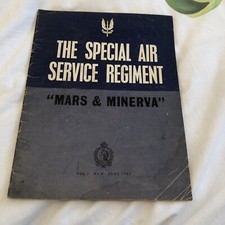 THE SPECIAL AIR
SERVICE REGIMENT
"MARS & MINERVA"